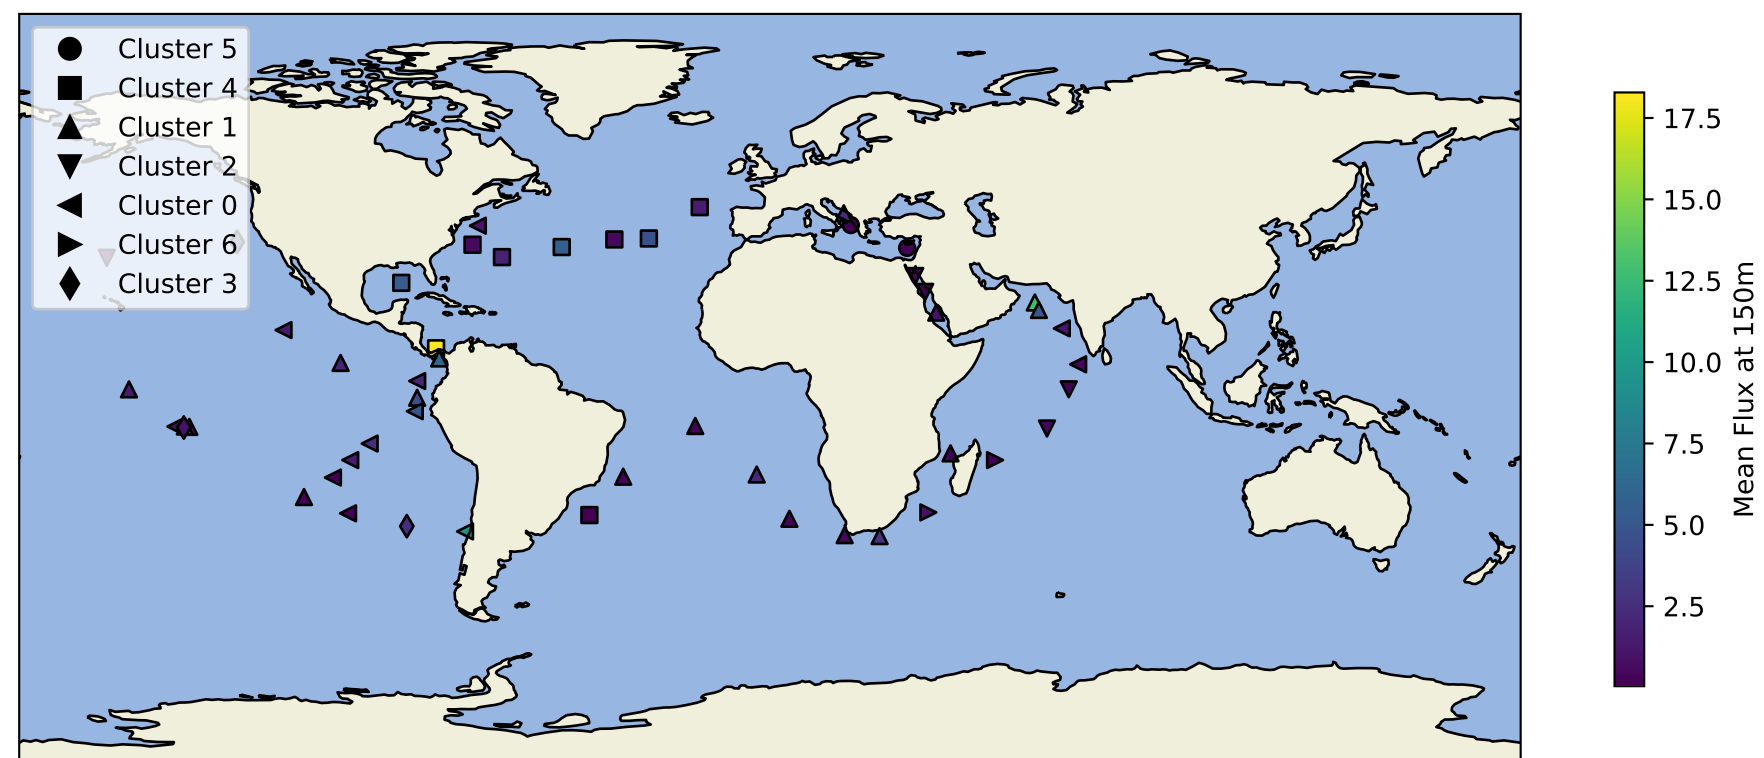 Cluster 5
Cluster 4
Cluster 1
Cluster 2
Cluster 0
Cluster 6
Cluster 3
17.5
15.0
12.5
10.0
7.5
5.0
2.5
Mean Flux at 150m